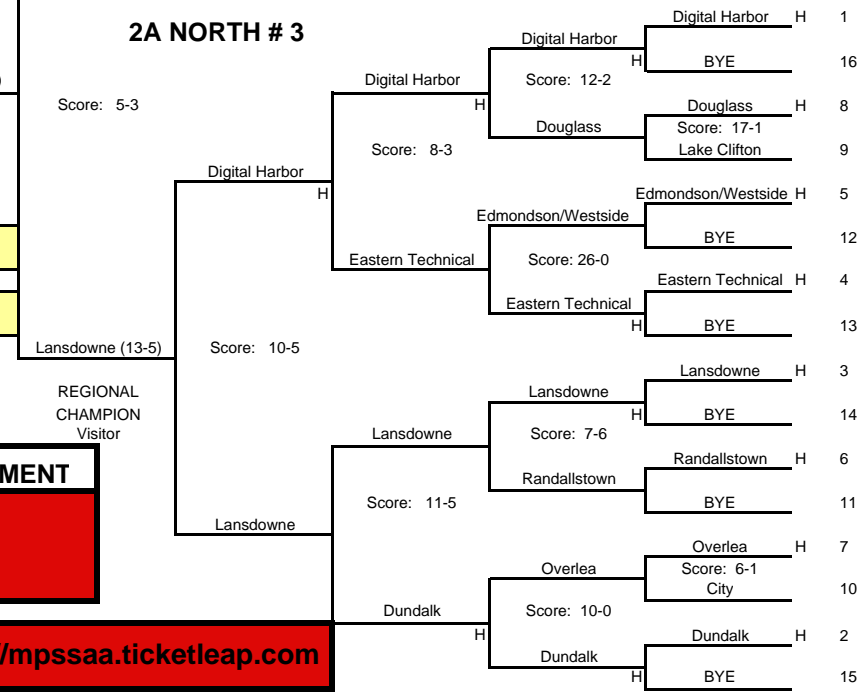 2A NORTH # 3
Digital Harbor H 1
Digital Harbor
H BYE 16
Digital Harbor Score: 12-2
)
Score: 5-3 H Douglass H 8
Douglass Score: 17-1
Score: 8-3 Lake Clifton 9
Digital Harbor
H Edmondson/Westside H 5
Edmondson/Westside
BYE 12
Eastern Technical Score: 26-0
Eastern Technical H 4
Eastern Technical
H BYE 13
Lansdowne (13-5) Score: 10-5
Lansdowne H 3
REGIONAL Lansdowne
CHAMPION H BYE 14
Visitor Lansdowne Score: 7-6
Randallstown H 6
MENT Randallstown
Score: 11-5 BYE 11
Lansdowne
Overlea H 7
Overlea Score: 6-1
City 10
Dundalk Score: 10-0
H Dundalk H 2
/mpssaa.ticketleap.com Dundalk
H BYE 15